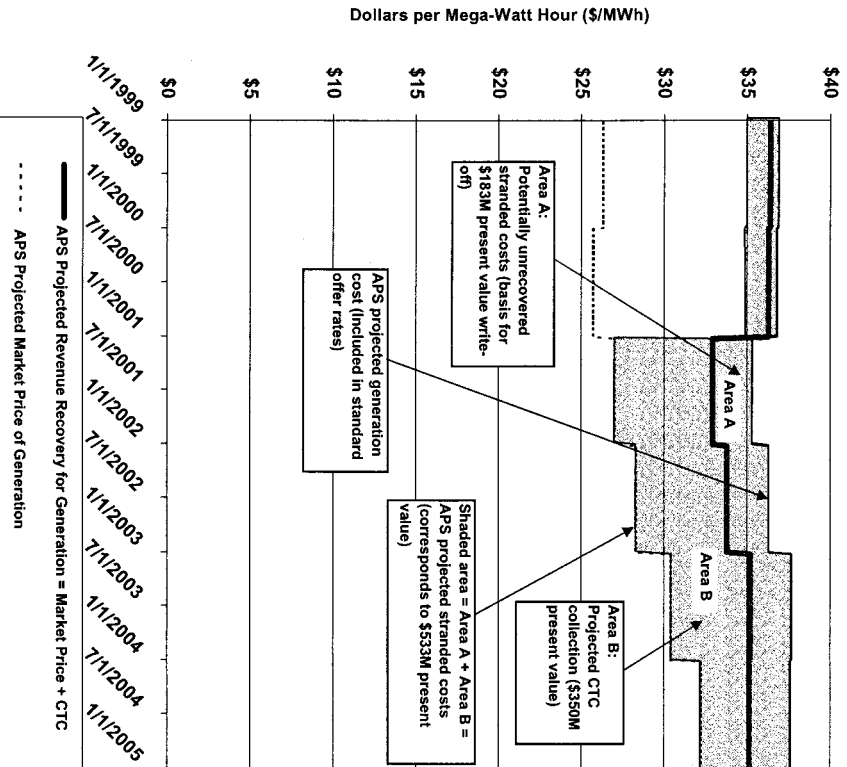 Dollars per Mega-Watt Hour ($/MWh)
$40
$35
$30
$25
$20
$15
$10
$5
$0
1/1/1999
7/1/1999
1/1/2000
7/1/2000
1/1/2001
7/1/2001
1/1/2002
7/1/2002
1/1/2003
7/1/2003
1/1/2004
7/1/2004
1/1/2005
Area A:
Potentially unrecovered
stranded costs (basis for
$183M present value write-
off)
APS projected generation
cost (Included in standard
offer rates)
Area A
Area B
Shaded area = Area A + Area B =
APS projected stranded costs
(corresponds to $533M present
value)
Area B:
Projected CTC
collection ($350M
present value)
APS Projected Revenue Recovery for Generation = Market Price + CTC
APS Projected Market Price of Generation